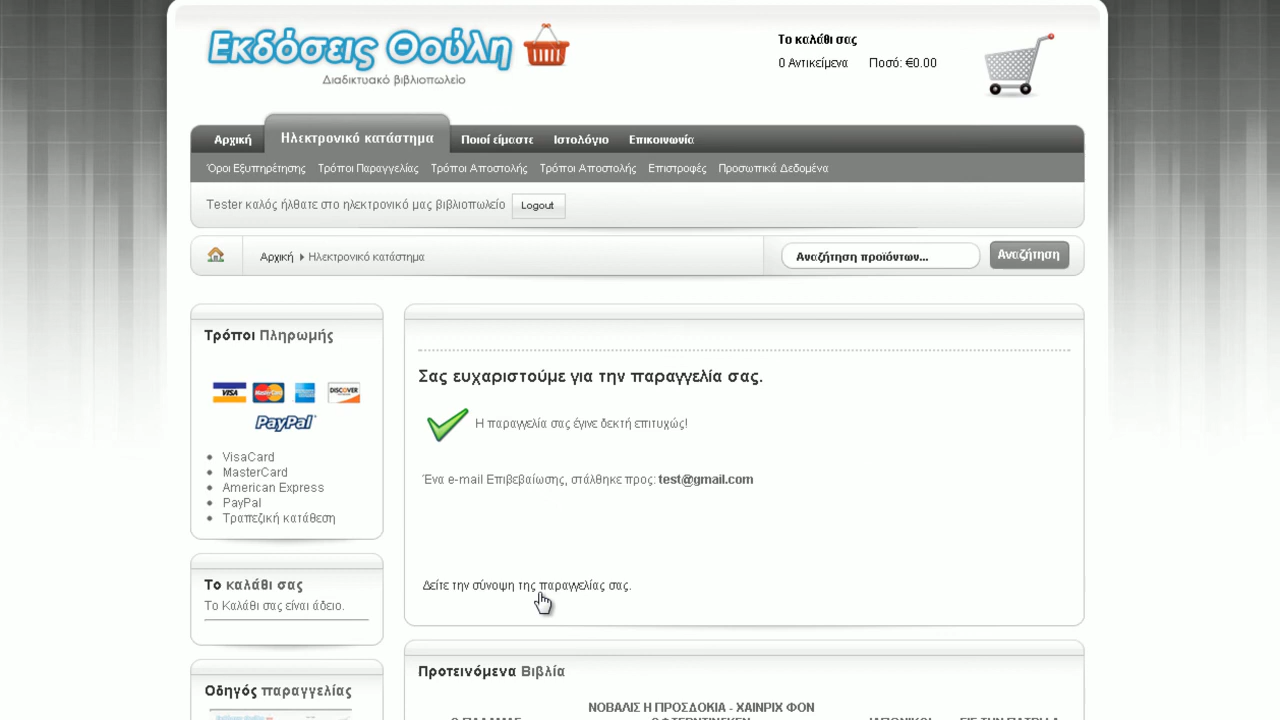 Εκδόσεις Θούλη
Διαδικτυακό βιβλιοπωλείο
Το καλάθι σας
0 Αντικείμενα Ποσό: €0.00
Αρχική Ηλεκτρονικό κατάστημα Ποιοί είμαστε Ιστολόγιο Επικοινωνία
Όροι Εξυπηρέτησης Τρόποι Παραγγελίας Τρόποι Αποστολής Τρόποι Αποστολής Επιστροφές Προσωπικά Δεδομένα
Tester καλός ήλθατε στο ηλεκτρονικό μας βιβλιοπωλείο Logout
Αρχική Ηλεκτρονικό κατάστημα
Αναζήτηση προϊόντων... Αναζήτηση
Τρόποι Πληρωμής
VISA MasterCard DISCOVER
PayPal
VisaCard
MasterCard
American Express
PayPal
Τραπεζική κατάθεση
Το καλάθι σας
Το Καλάθι σας είναι άδειο.
Οδηγός παραγγελίας
Σας ευχαριστούμε για την παραγγελία σας.
Η παραγγελία σας έγινε δεκτή επιτυχώς!
Ένα e-mail Επιβεβαίωσης, στάλθηκε προς: test@gmail.com
Δείτε την σύνοψη της παραγγελίας σας.
Προτεινόμενα Βιβλία
ΝΟΒΑΛΙΣ Η ΠΡΟΣΔΟΚΙΑ - ΧΑΙΝΡΙΧ ΦΟΝ